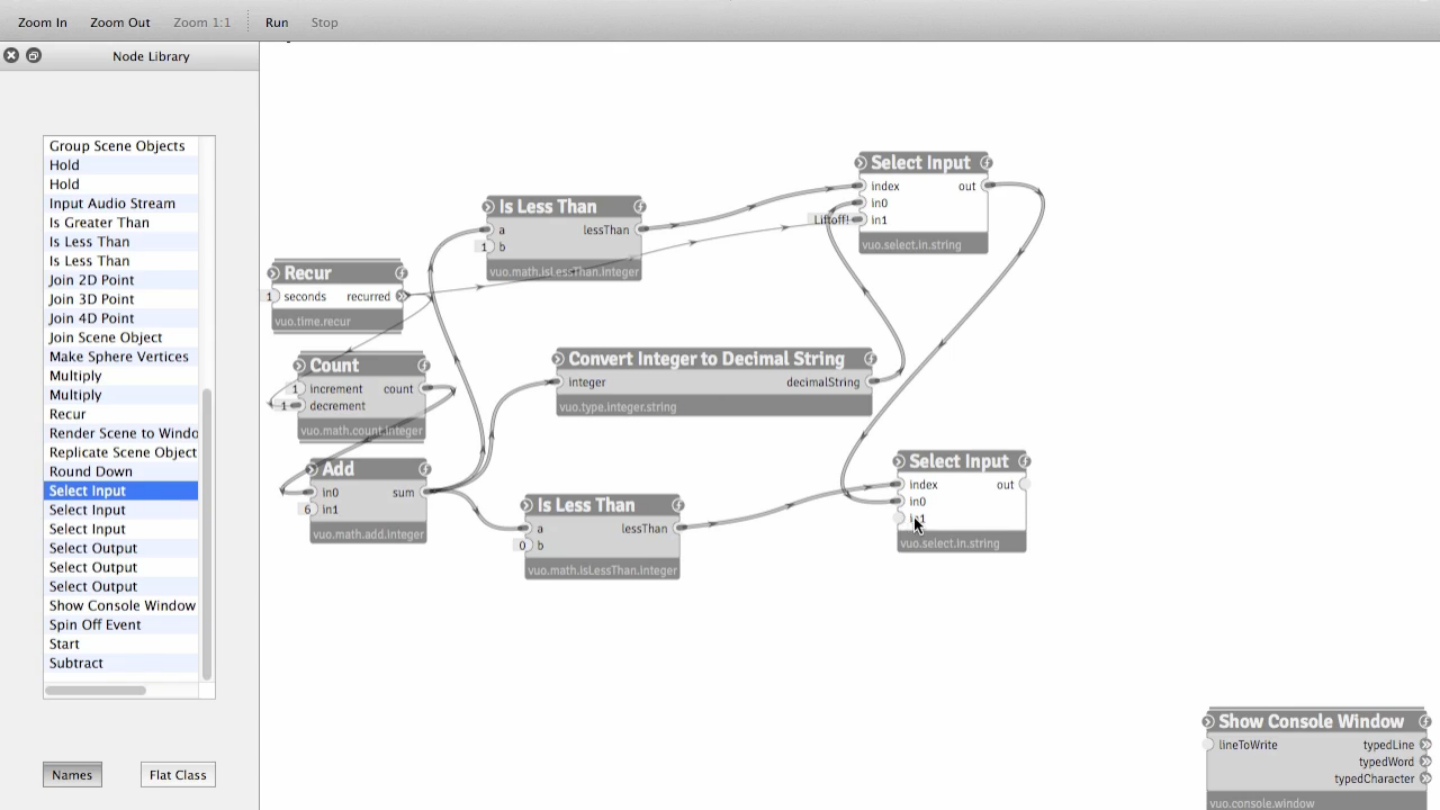 Zoom In Zoom Out Zoom 1:1 Run Stop
Node Library
Group Scene Objects
Hold
Hold
Input Audio Stream
Is Greater Than
Is Less Than
Is Less Than
Join 2D Point
Join 3D Point
Join 4D Point
Join Scene Object
Make Sphere Vertices
Multiply
Multiply
Recur
Render Scene to Windo
Replicate Scene Object
Round Down
Select Input
Select Input
Select Input
Select Output
Select Output
Select Output
Show Console Window
Spin Off Event
Start
Subtract
Names Flat Class
Select Input
index out
in0
Liftoff! in1
vuo.select.in.string
Is Less Than
a lessThan
1 b
vuo.math.isLessThan.integer
Recur
1 seconds recurred
vuo.time.recur
Count
1 increment count
1 decrement
vuo.math.count.integer
Convert Integer to Decimal String
integer decimalString
vuo.type.integer.string
Add
in0 sum
6 in1
vuo.math.add.integer
Is Less Than
a lessThan
0 b
vuo.math.isLessThan.integer
Select Input
index out
in0
vuo.select.in.string
Show Console Window
lineToWrite typedLine
typedWord
typedCharacter
vuo.console.window